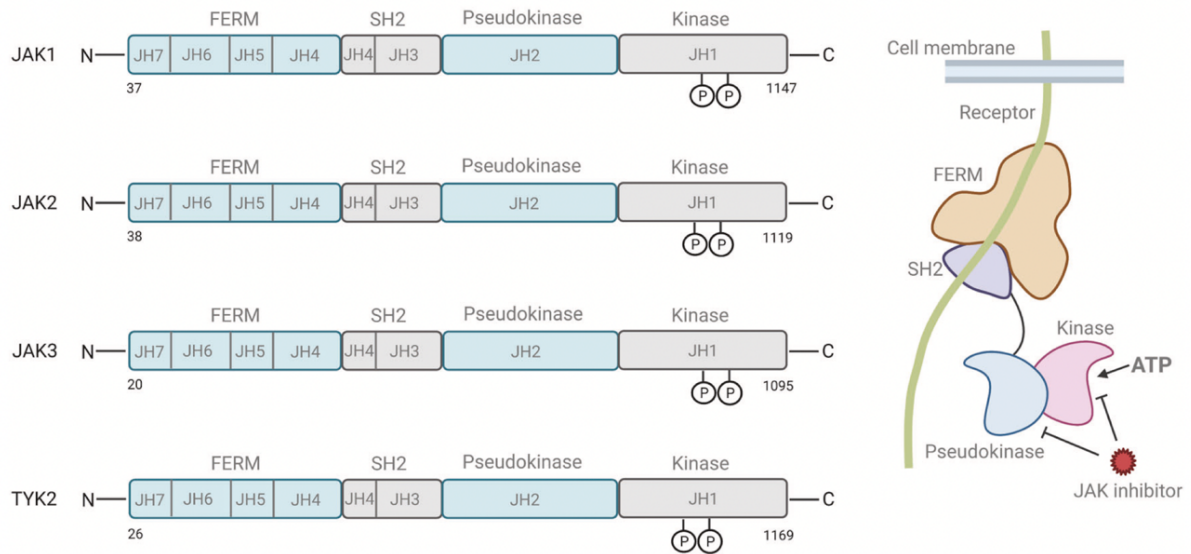 FERM SH2 Pseudokinase Kinase
JAK1 N JH7 JH6 JH5 JH4 JH4 JH3 JH2 JH1 C
37 P P 1147
FERM SH2 Pseudokinase Kinase
JAK2 N JH7 JH6 JH5 JH4 JH4 JH3 JH2 JH1 C
38 P P 1119
FERM SH2 Pseudokinase Kinase
JAK3 N JH7 JH6 JH5 JH4 JH4 JH3 JH2 JH1 C
20 P P 1095
FERM SH2 Pseudokinase Kinase
TYK2 N JH7 JH6 JH5 JH4 JH4 JH3 JH2 JH1 C
26 P P 1169
Cell membrane
Receptor
FERM
SH2
Kinase
ATP
Pseudokinase
JAK inhibitor